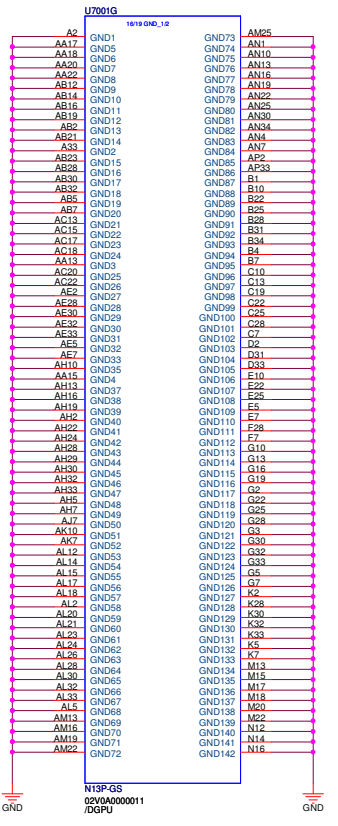 U7001G
16/19 GND_1/2
A2 GND1 GND73 AM25
AA17 GND5 GND74 AN1
AA18 GND6 GND75 AN10
AA20 GND7 GND76 AN13
AA22 GND8 GND77 AN16
AB12 GND9 GND78 AN19
AB14 GND10 GND79 AN22
AB16 GND11 GND80 AN25
AB19 GND12 GND81 AN30
AB2 GND13 GND82 AN34
AB21 GND14 GND83 AN4
A33 GND2 GND84 AN7
AB23 GND15 GND85 AP2
AB28 GND16 GND86 AP33
AB30 GND17 GND87 B1
AB32 GND18 GND88 B10
AB5 GND19 GND89 B22
AB7 GND20 GND90 B25
AC13 GND21 GND91 B28
AC15 GND22 GND92 B31
AC17 GND23 GND93 B34
AC18 GND24 GND94 B4
AA13 GND3 GND95 B7
AC20 GND25 GND96 C10
AC22 GND26 GND97 C13
AE2 GND27 GND98 C19
AE28 GND28 GND99 C22
AE30 GND29 GND100 C25
AE32 GND30 GND101 C28
AE33 GND31 GND102 C7
AE5 GND32 GND103 D2
AE7 GND33 GND104 D31
AH10 GND35 GND105 D33
AA15 GND4 GND106 E10
AH13 GND37 GND107 E22
AH16 GND38 GND108 E25
AH19 GND39 GND109 E5
AH2 GND40 GND110 E7
AH22 GND41 GND111 F28
AH24 GND42 GND112 F7
AH28 GND43 GND113 G10
AH29 GND44 GND114 G13
AH30 GND45 GND115 G16
AH32 GND46 GND116 G19
AH33 GND47 GND117 G2
AH5 GND48 GND118 G22
AH7 GND49 GND119 G25
AJ7 GND50 GND120 G28
AK10 GND51 GND121 G3
AK7 GND52 GND122 G30
AL12 GND53 GND123 G32
AL14 GND54 GND124 G33
AL15 GND55 GND125 G5
AL17 GND56 GND126 G7
AL18 GND57 GND127 K2
AL2 GND58 GND128 K28
AL20 GND59 GND129 K30
AL21 GND60 GND130 K32
AL23 GND61 GND131 K33
AL24 GND62 GND132 K5
AL26 GND63 GND133 K7
AL28 GND64 GND134 M13
AL30 GND65 GND135 M15
AL32 GND66 GND136 M17
AL33 GND67 GND137 M18
AL5 GND68 GND138 M20
AM13 GND69 GND139 M22
AM16 GND70 GND140 N12
AM19 GND71 GND141 N14
AM22 GND72 GND142 N16
N13P-GS
02V0A0000011
/DGPU
GND GND